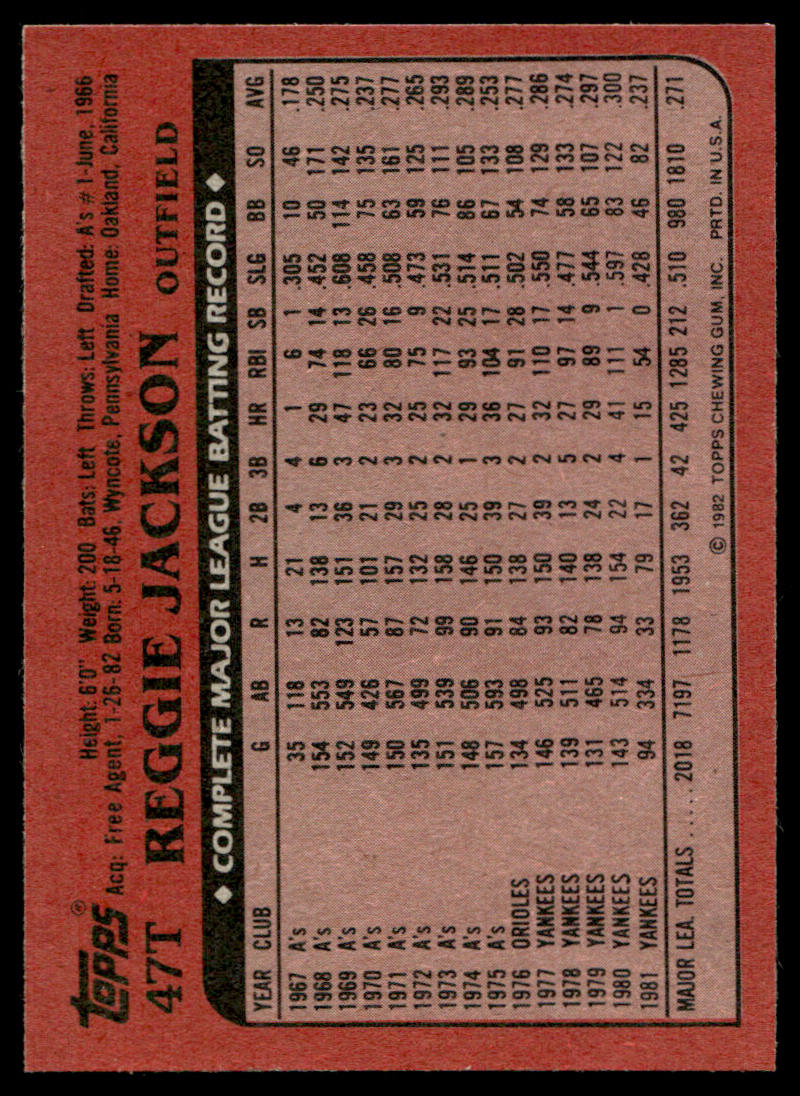 topps® Height: 6'0" Weight: 200 Bats: Left Throws: Left Drafted: A's #1-June, 1966
Acq: Free Agent, 1-26-82 Born: 5-18-46, Wyncote, Pennsylvania Home: Oakland, California
47T REGGIE JACKSON OUTFIELD
◆ COMPLETE MAJOR LEAGUE BATTING RECORD ◆
YEAR CLUB G AB R H 2B 3B HR RBI SB SLG BB SO AVG
1967 A's 35 118 13 21 4 4 1 6 1 .305 10 46 .178
1968 A's 154 553 82 138 13 6 29 74 14 .452 50 171 .250
1969 A's 152 549 123 151 36 3 47 118 13 .608 114 142 .275
1970 A's 149 426 57 101 21 2 23 66 26 .458 75 135 .237
1971 A's 150 567 87 157 29 3 32 80 16 .508 63 161 .277
1972 A's 135 499 72 132 25 2 25 75 9 .473 59 125 .265
1973 A's 151 539 99 158 28 2 32 117 22 .531 76 111 .293
1974 A's 148 506 90 146 25 1 29 93 25 .514 86 105 .289
1975 A's 157 593 91 150 39 3 36 104 17 .511 67 133 .253
1976 ORIOLES 134 498 84 138 27 2 27 91 28 .502 54 108 .277
1977 YANKEES 146 525 93 150 39 2 32 110 17 .550 74 129 .286
1978 YANKEES 139 511 82 140 13 5 27 97 14 .477 58 133 .274
1979 YANKEES 131 465 78 138 24 2 29 89 9 .544 65 107 .297
1980 YANKEES 143 514 94 154 22 4 41 111 1 .597 83 122 .300
1981 YANKEES 94 334 33 79 17 1 15 54 0 .428 46 82 .237
MAJOR LEA. TOTALS ..... 2018 7197 1178 1953 362 42 425 1285 212 .510 980 1810 .271
© 1982 TOPPS CHEWING GUM, INC. PRTD. IN U.S.A.